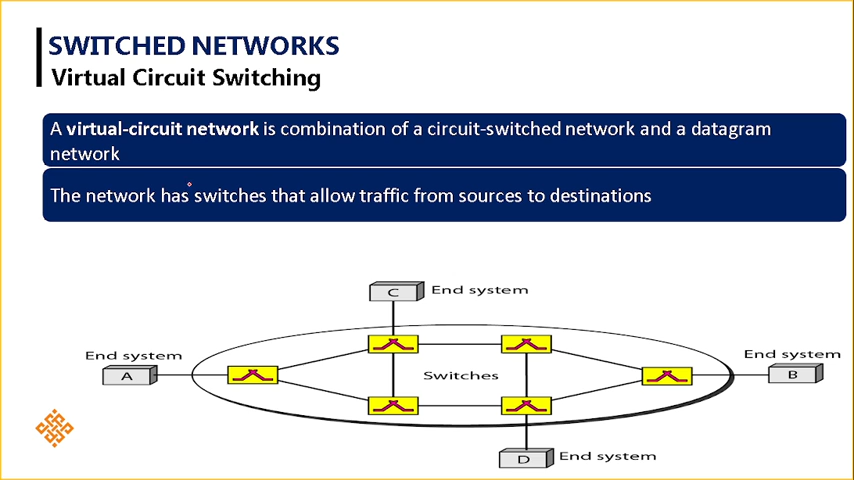 SWITCHED NETWORKS
Virtual Circuit Switching
A virtual-circuit network is combination of a circuit-switched network and a datagram
network
The network has switches that allow traffic from sources to destinations
C End system
End system
A
Switches
End system
B
D End system